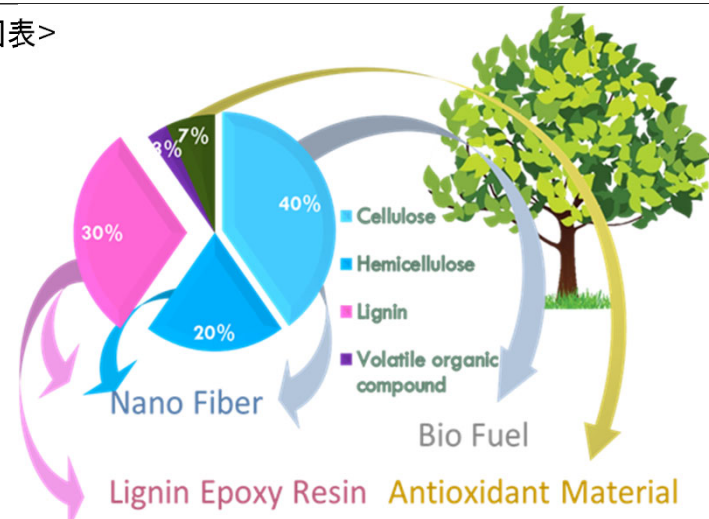 表>
7%
3%
40%
30%
20%
Cellulose
Hemicellulose
Lignin
Volatile organic
compound
Nano Fiber
Bio Fuel
Lignin Epoxy Resin
Antioxidant Material